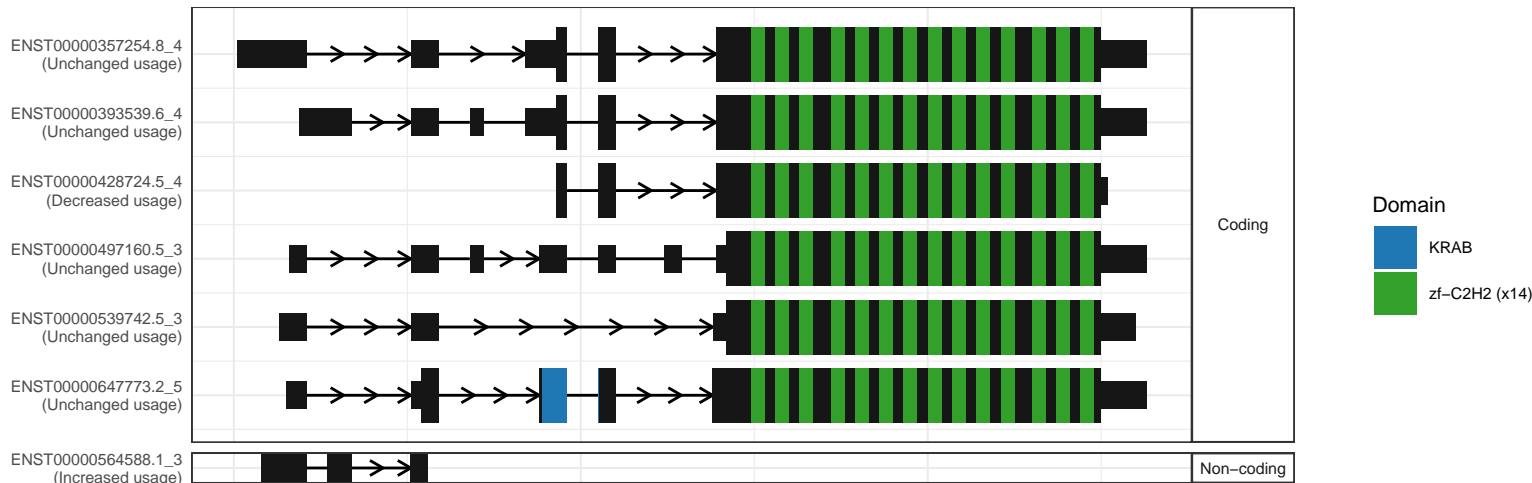 ENST00000357254.8_4
(Unchanged usage)
ENST00000393539.6_4
(Unchanged usage)
ENST00000428724.5_4
(Decreased usage)
ENST00000497160.5_3
(Unchanged usage)
ENST00000539742.5_3
(Unchanged usage)
ENST00000647773.2_5
(Unchanged usage)
ENST00000564588.1_3
(Increased usage)
Coding
Non−coding
Domain
KRAB
zf−C2H2 (x14)